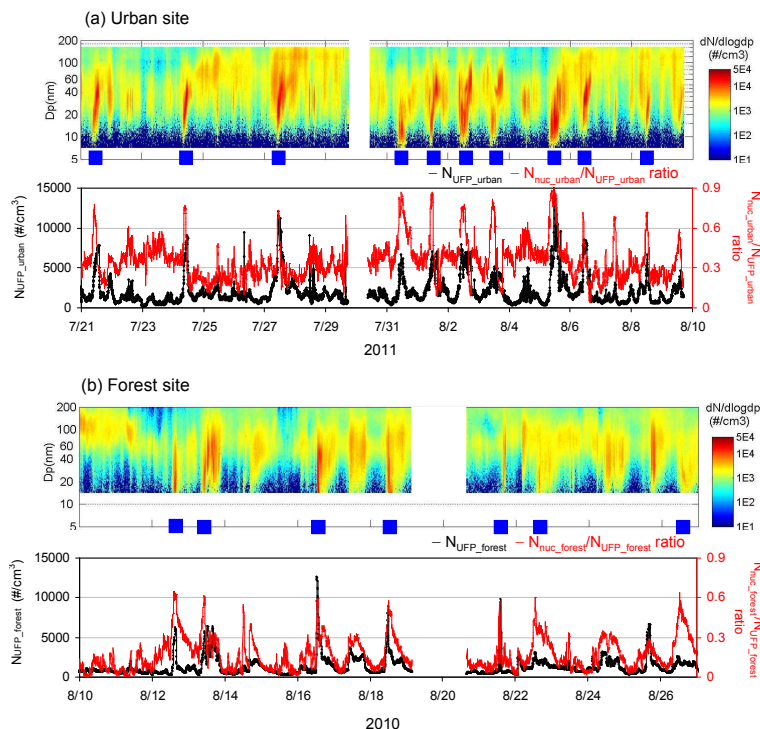 (a) Urban site
dN/dlogdp
(#/cm3)
200
100
60
40
20
10
5
Dp(nm)
5E4
1E4
1E3
1E2
1E1
– N_UFP_urban – N_nuc_urban/N_UFP_urban ratio
15000
10000
5000
0
N_UFP_urban (#/cm³)
0.9
0.6
0.3
0
N_nuc_urban/N_UFP_urban
ratio
7/21 7/23 7/25 7/27 7/29 7/31 8/2 8/4 8/6 8/8 8/10
2011
(b) Forest site
dN/dlogdp
(#/cm3)
200
100
60
40
20
10
5
Dp(nm)
5E4
1E4
1E3
1E2
1E1
– N_UFP_forest – N_nuc_forest/N_UFP_forest ratio
15000
10000
5000
0
N_UFP_forest (#/cm³)
0.9
0.6
0.3
0
N_nuc_forest/N_UFP_forest
ratio
8/10 8/12 8/14 8/16 8/18 8/20 8/22 8/24 8/26
2010